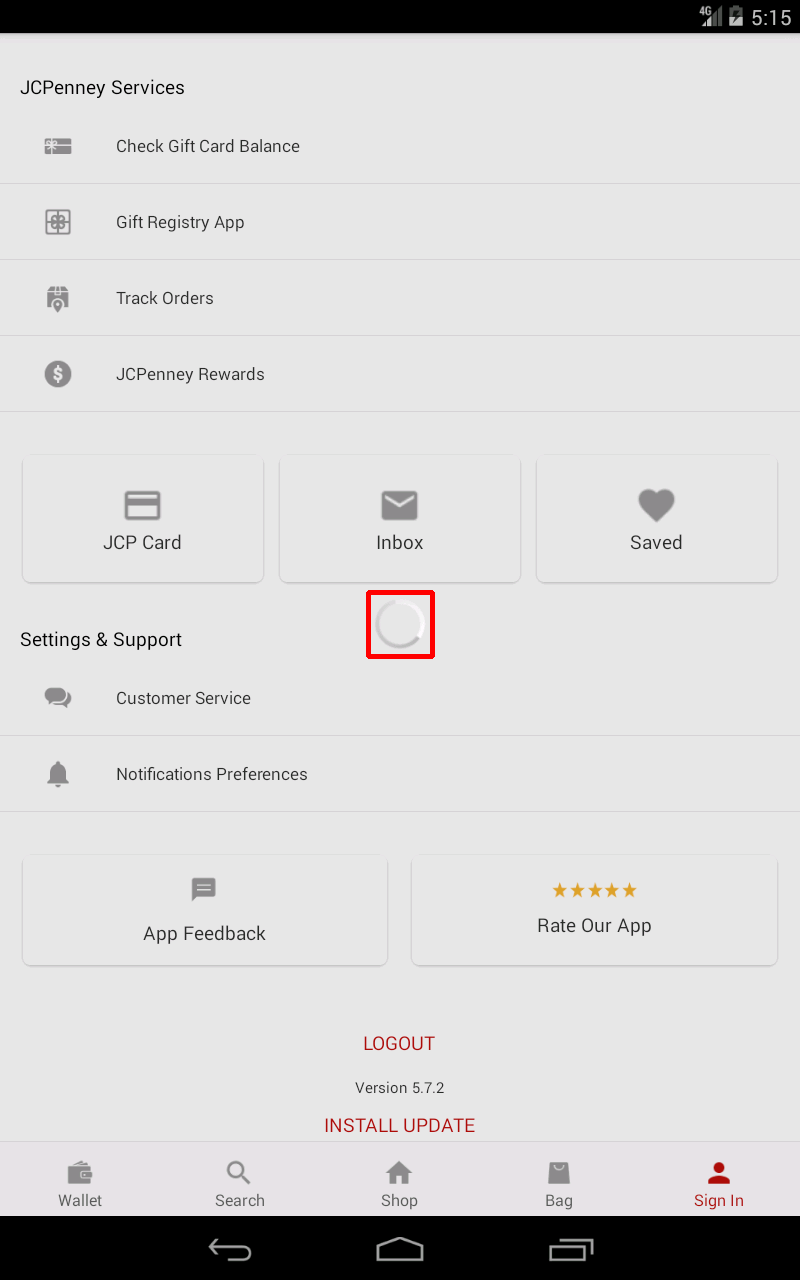 4G 5:15
JCPenney Services
Check Gift Card Balance
Gift Registry App
Track Orders
JCPenney Rewards
JCP Card Inbox Saved
Settings & Support
Customer Service
Notifications Preferences
App Feedback Rate Our App
LOGOUT
Version 5.7.2
INSTALL UPDATE
Wallet Search Shop Bag Sign In